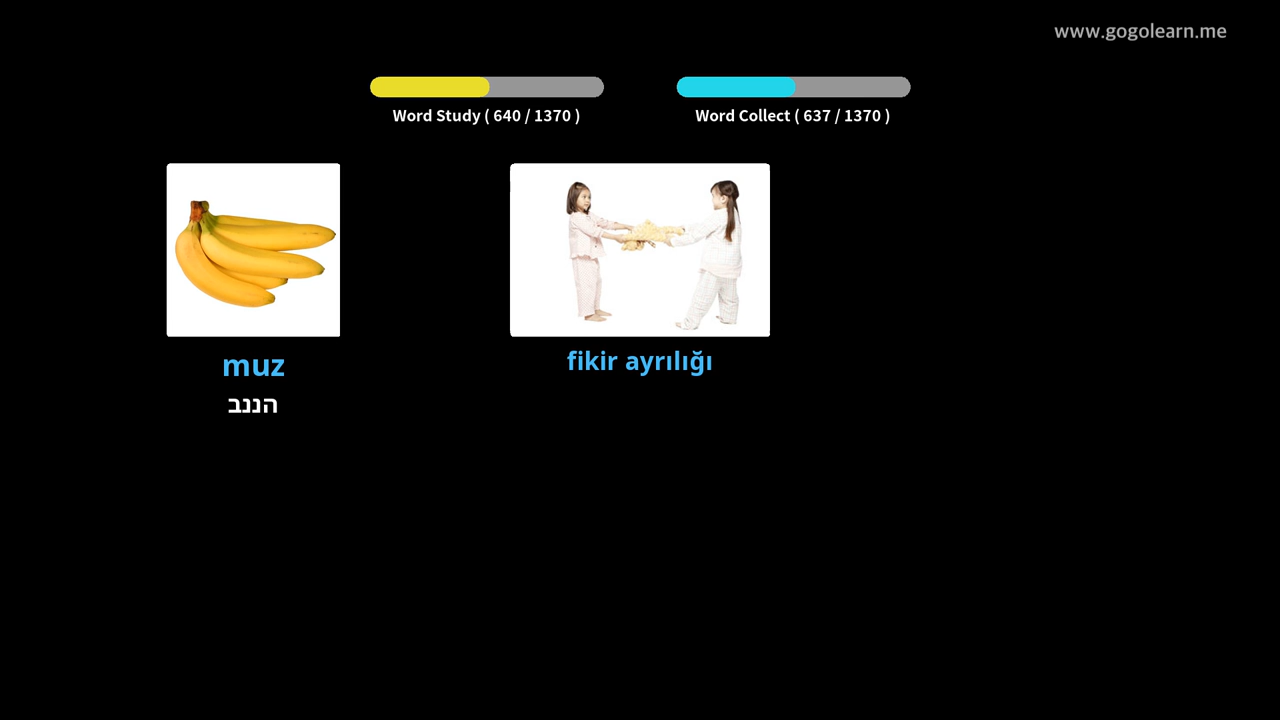 www.gogolearn.me
Word Study ( 640 / 1370 )
Word Collect ( 637 / 1370 )
muz
הננב
fikir ayrılığı